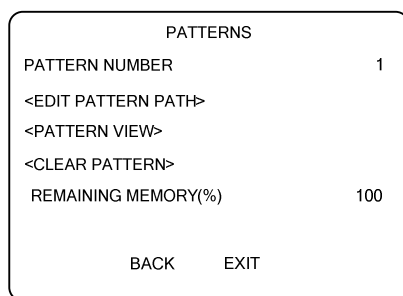 PATTERNS
PATTERN NUMBER 1
<EDIT PATTERN PATH>
<PATTERN VIEW>
<CLEAR PATTERN>
REMAINING MEMORY(%) 100
BACK EXIT